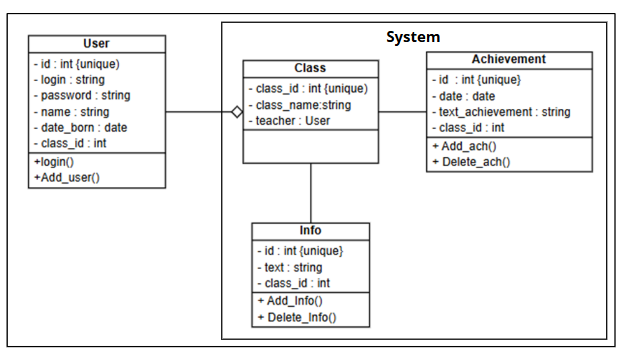 System
User
- id : int {unique)
- login : string
- password : string
- name : string
- date_born : date
- class_id : int
+login()
+Add_user()
Class
- class_id : int {unique)
- class_name:string
- teacher : User
Achievement
- id : int {unique}
- date : date
- text_achievement : string
- class_id : int
+ Add_ach()
+ Delete_ach()
Info
- id : int {unique}
- text : string
- class_id : int
+ Add_Info()
+ Delete_Info()